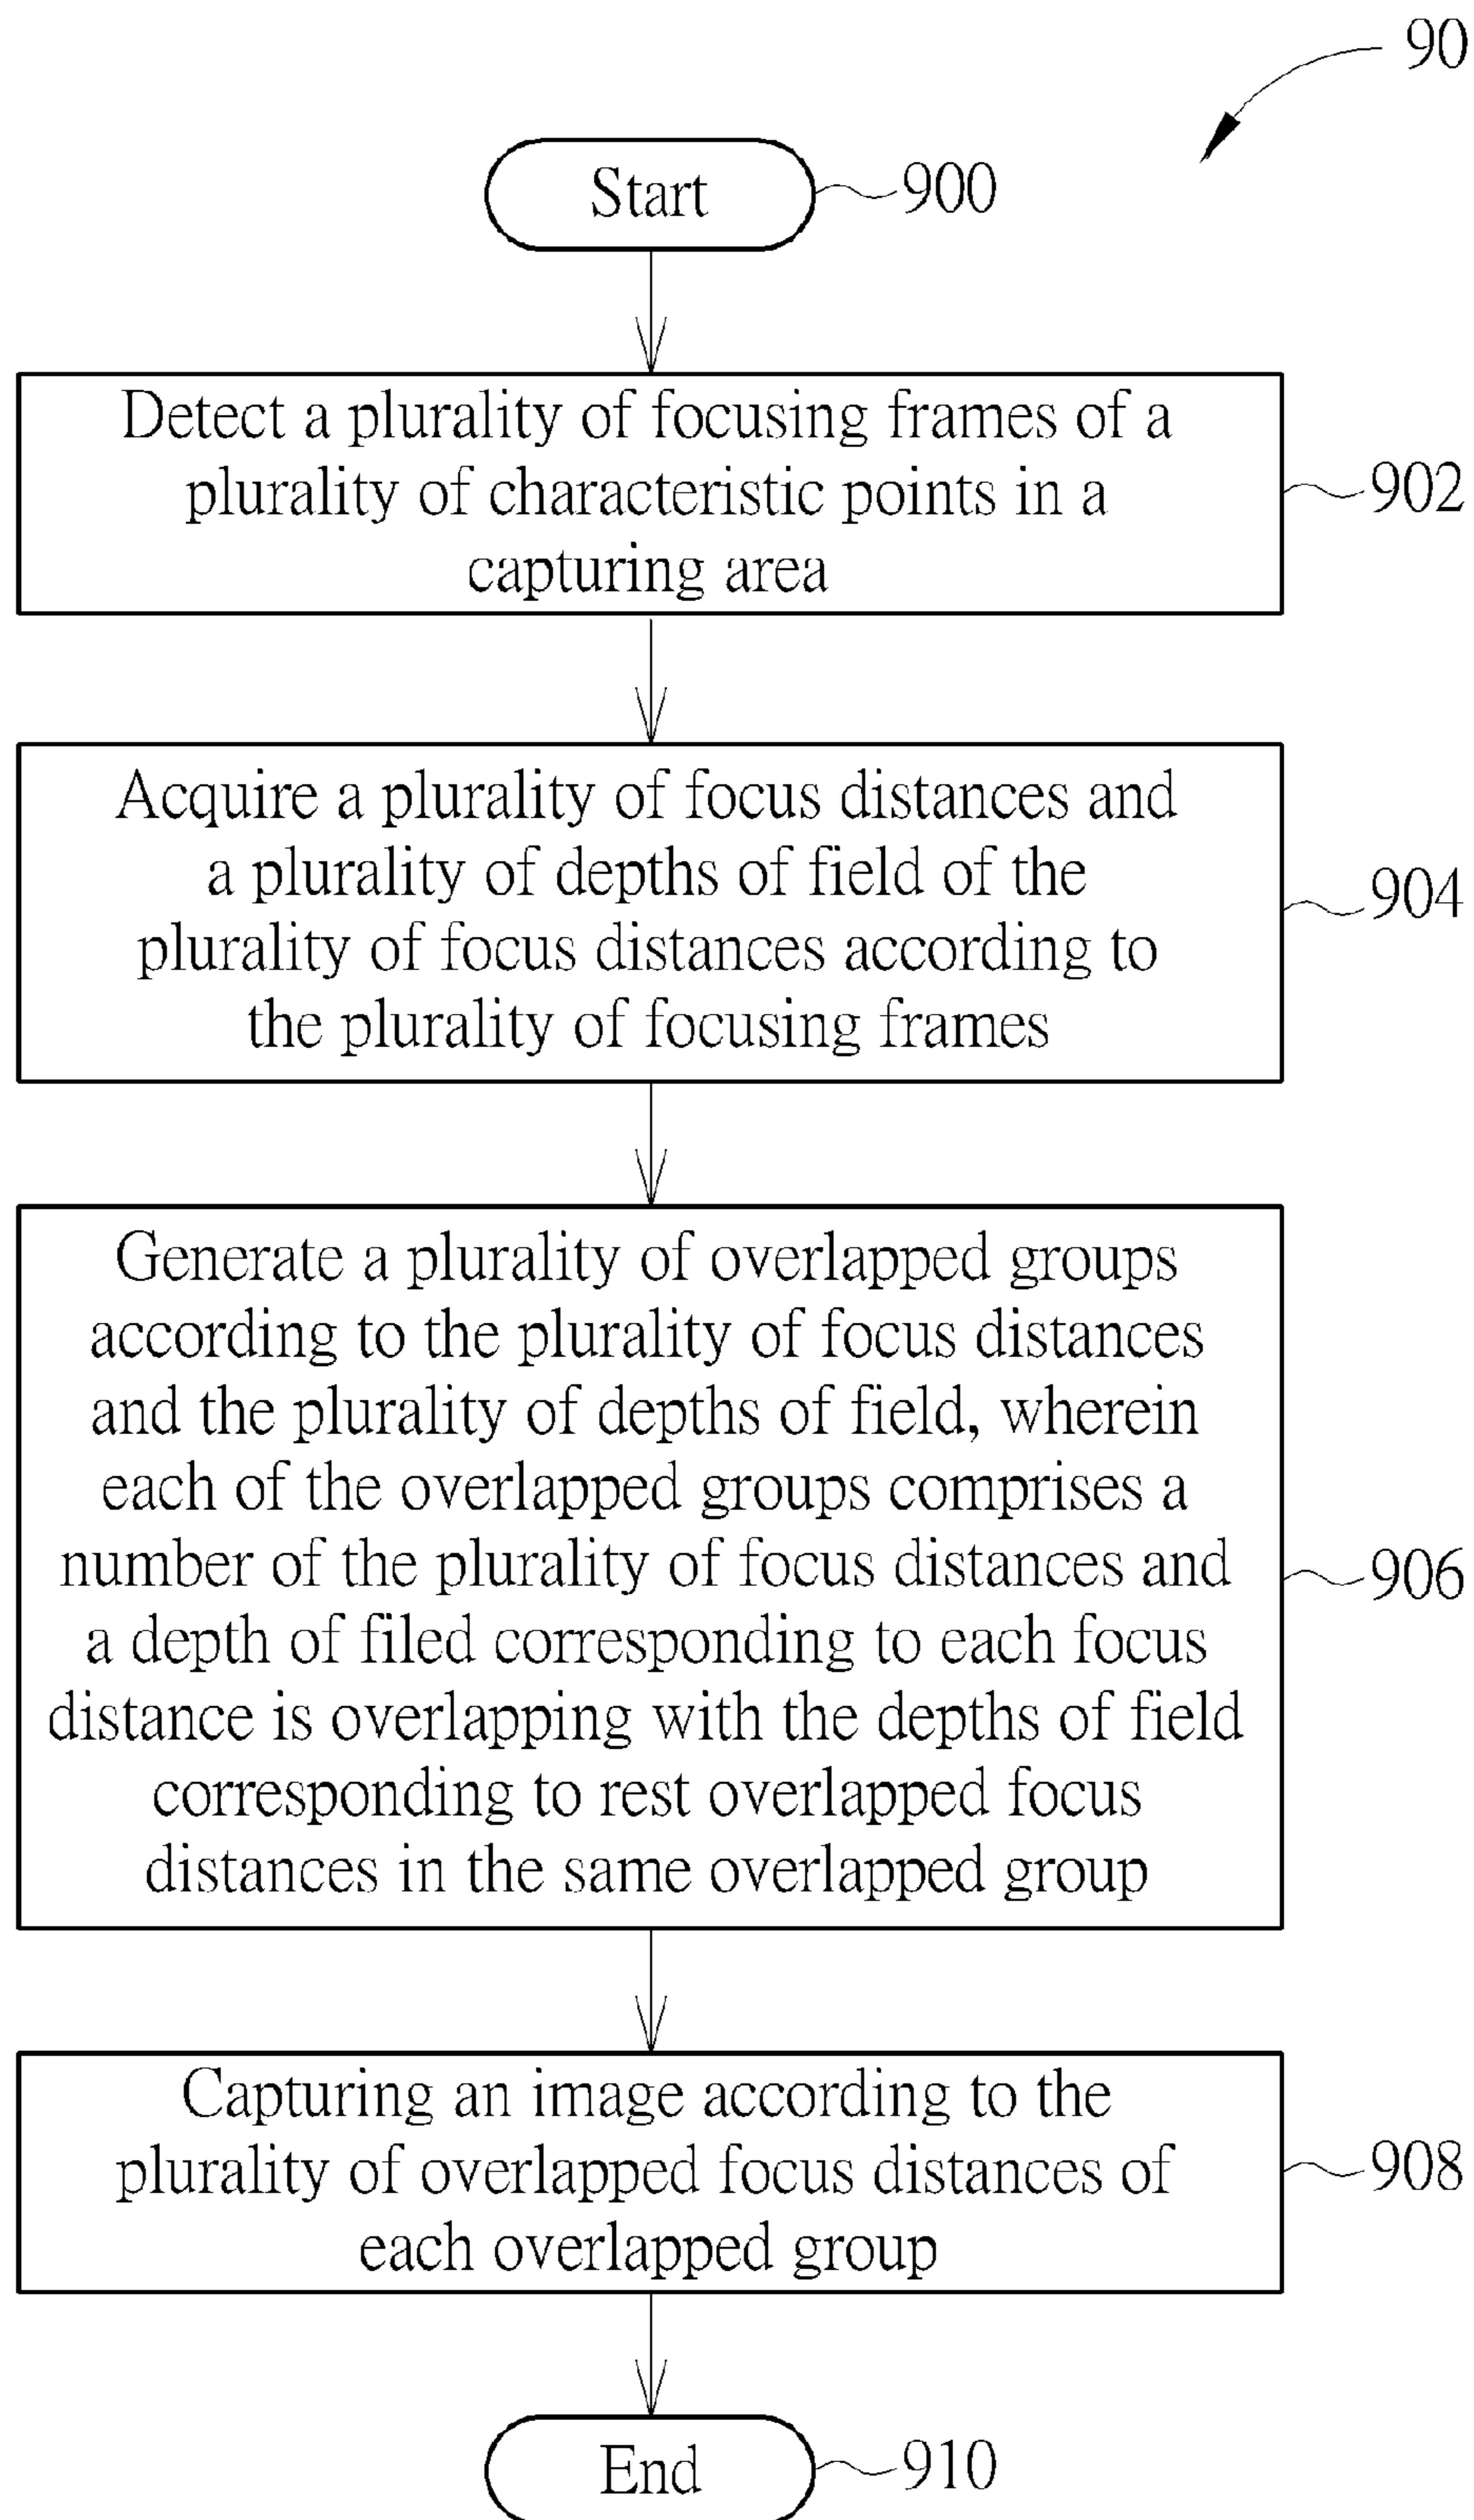 90
Start
900
Detect a plurality of focusing frames of a
plurality of characteristic points in a
capturing area
902
Acquire a plurality of focus distances and
a plurality of depths of field of the
plurality of focus distances according to
the plurality of focusing frames
904
Generate a plurality of overlapped groups
according to the plurality of focus distances
and the plurality of depths of field, wherein
each of the overlapped groups comprises a
number of the plurality of focus distances and
a depth of filed corresponding to each focus
distance is overlapping with the depths of field
corresponding to rest overlapped focus
distances in the same overlapped group
906
Capturing an image according to the
plurality of overlapped focus distances of
each overlapped group
908
End
910